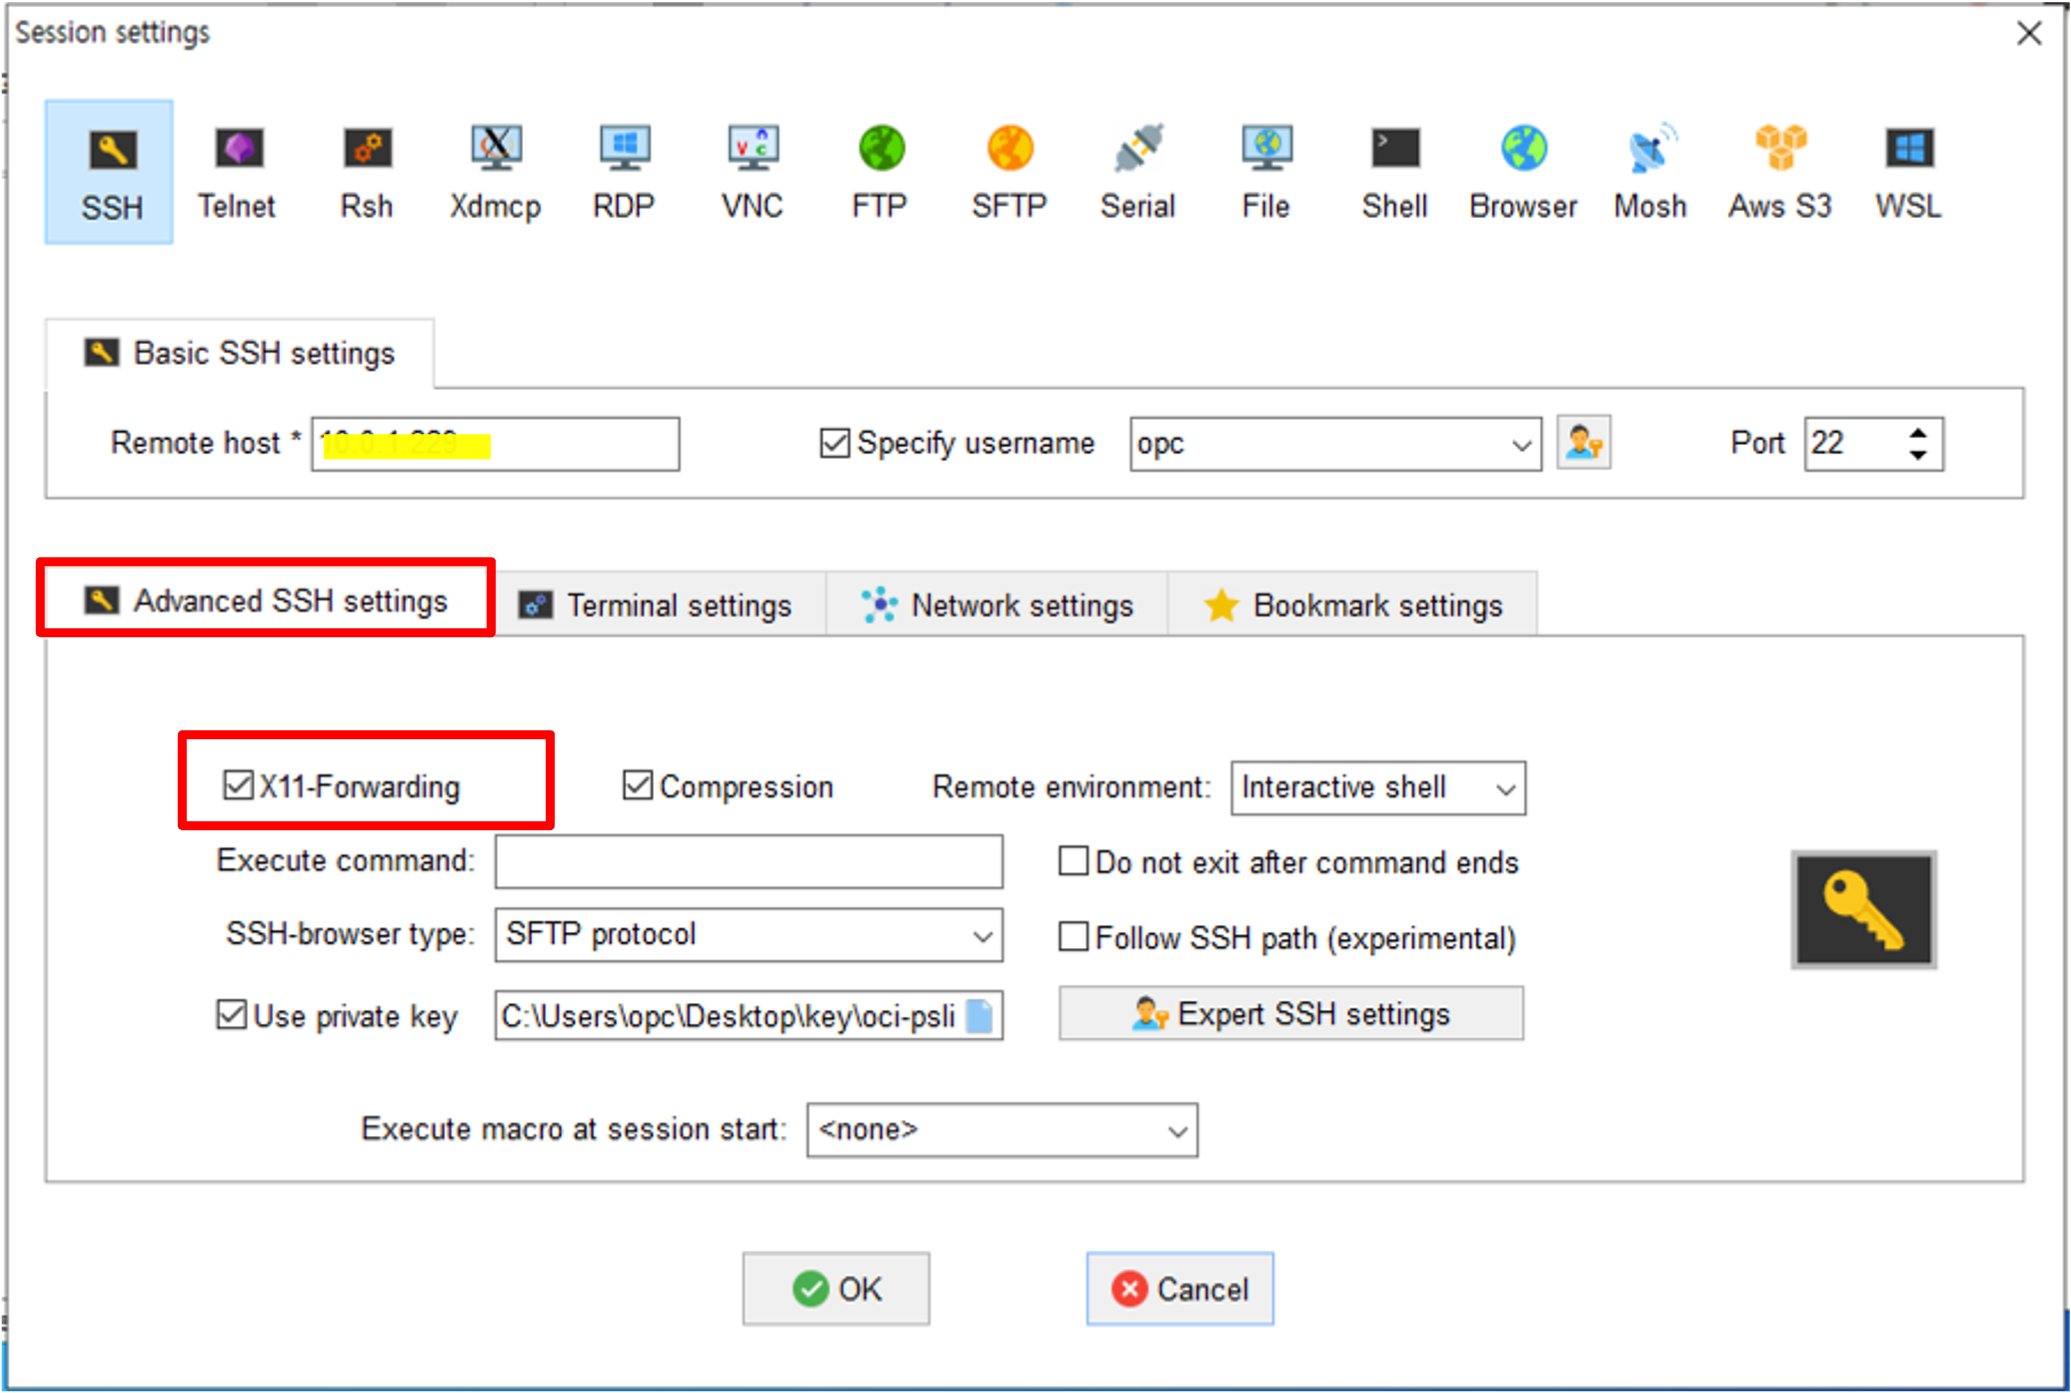 Session settings
SSH Telnet Rsh Xdmcp RDP VNC FTP SFTP Serial File Shell Browser Mosh Aws S3 WSL
Basic SSH settings
Remote host * Specify username opc Port 22
Advanced SSH settings Terminal settings Network settings Bookmark settings
X11-Forwarding Compression Remote environment: Interactive shell
Execute command: Do not exit after command ends
SSH-browser type: SFTP protocol Follow SSH path (experimental)
Use private key C:\Users\opc\Desktop\key\oci-psli Expert SSH settings
Execute macro at session start: <none>
OK Cancel